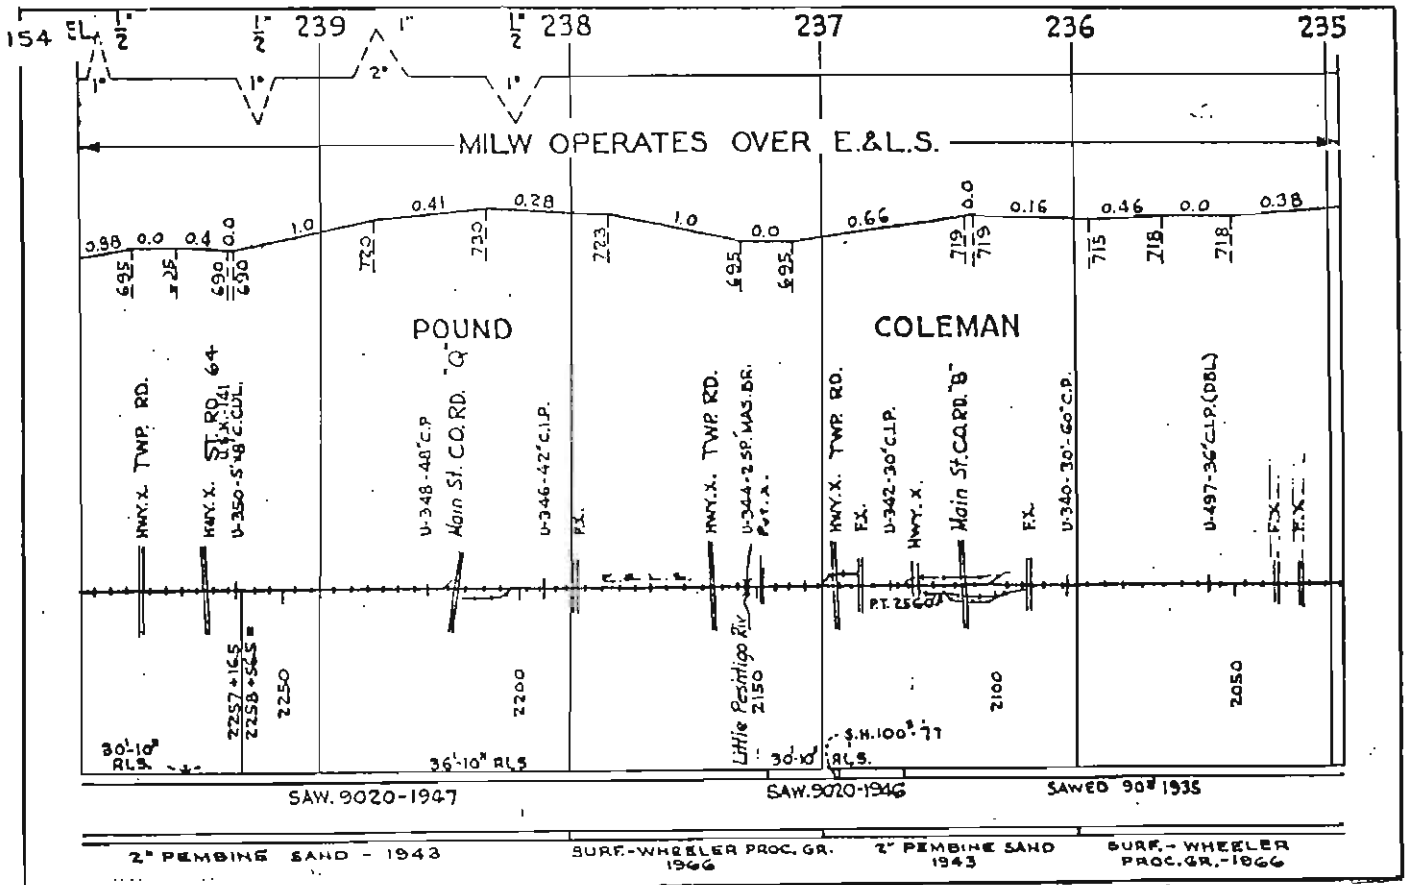 154 EL. 1/2" 1/2" 239 1" 1/2" 238 237 236 235
1" 1° 2° 1°
MILW OPERATES OVER E.&L.S.
0.98 0.0 0.4 0.0 1.0 0.41 0.28 1.0 0.0 0.66 0.0 0.16 0.46 0.0 0.38
695 690 690 720 730 723 695 695 719 719 715 718 718
POUND COLEMAN
HWY.X. TWP. RD.
HWY.X. ST. RD. 64
U.S.H.-141
U-350-5'48"C.CUL.
U-348-48"C.P
Main St. CO.RD. "Q"
U-346-42"C.I.P.
F.X.
HWY.X. TWP. RD.
U-344-2 SP. MAS. BR.
HWY.X. TWP. RD.
F.X.
U-342-30"C.I.P.
HWY.X.
Main St. CO.RD. "B"
F.X.
U-340-30"-60"C.P.
U-497-36"C.I.P.(DBL)
F.X.
F.X.
P.T. 2560
2257+16.5
2258+56.5 =
2250
2200
Little Peshtigo Riv
2150
2100
2050
S.H.100#-'77
30'-10"
RLS.
36'-10" RLS
30'-10"
RLS.
SAW.9020-1947 SAW.9020-1946 SAWED 90# 1935
2" PEMBINE SAND - 1943
SURF.-WHEELER PROC. GR.
1966
2" PEMBINE SAND
1943
SURF.- WHEELER
PROC.GR.-1966